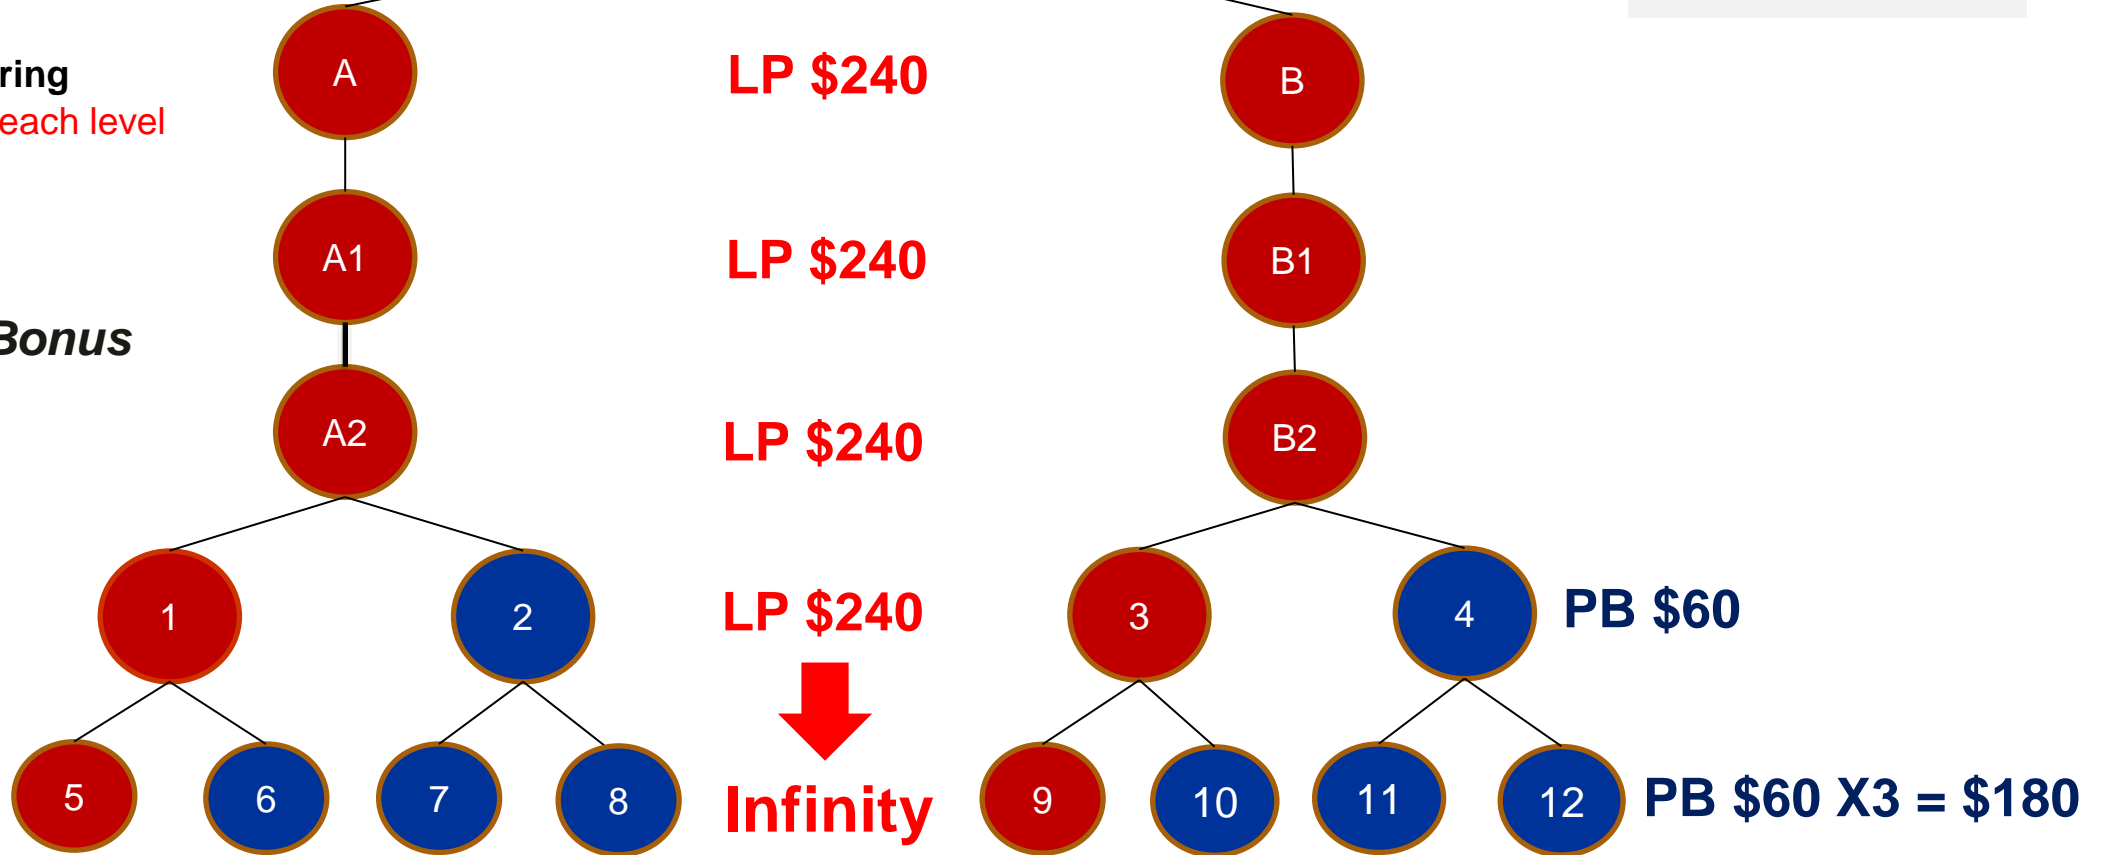 A
LP $240
B
ring
each level
A1
LP $240
B1
Bonus
A2
LP $240
B2
1
2
LP $240
3
4
PB $60
5
6
7
8
Infinity
9
10
11
12
PB $60 X3 = $180